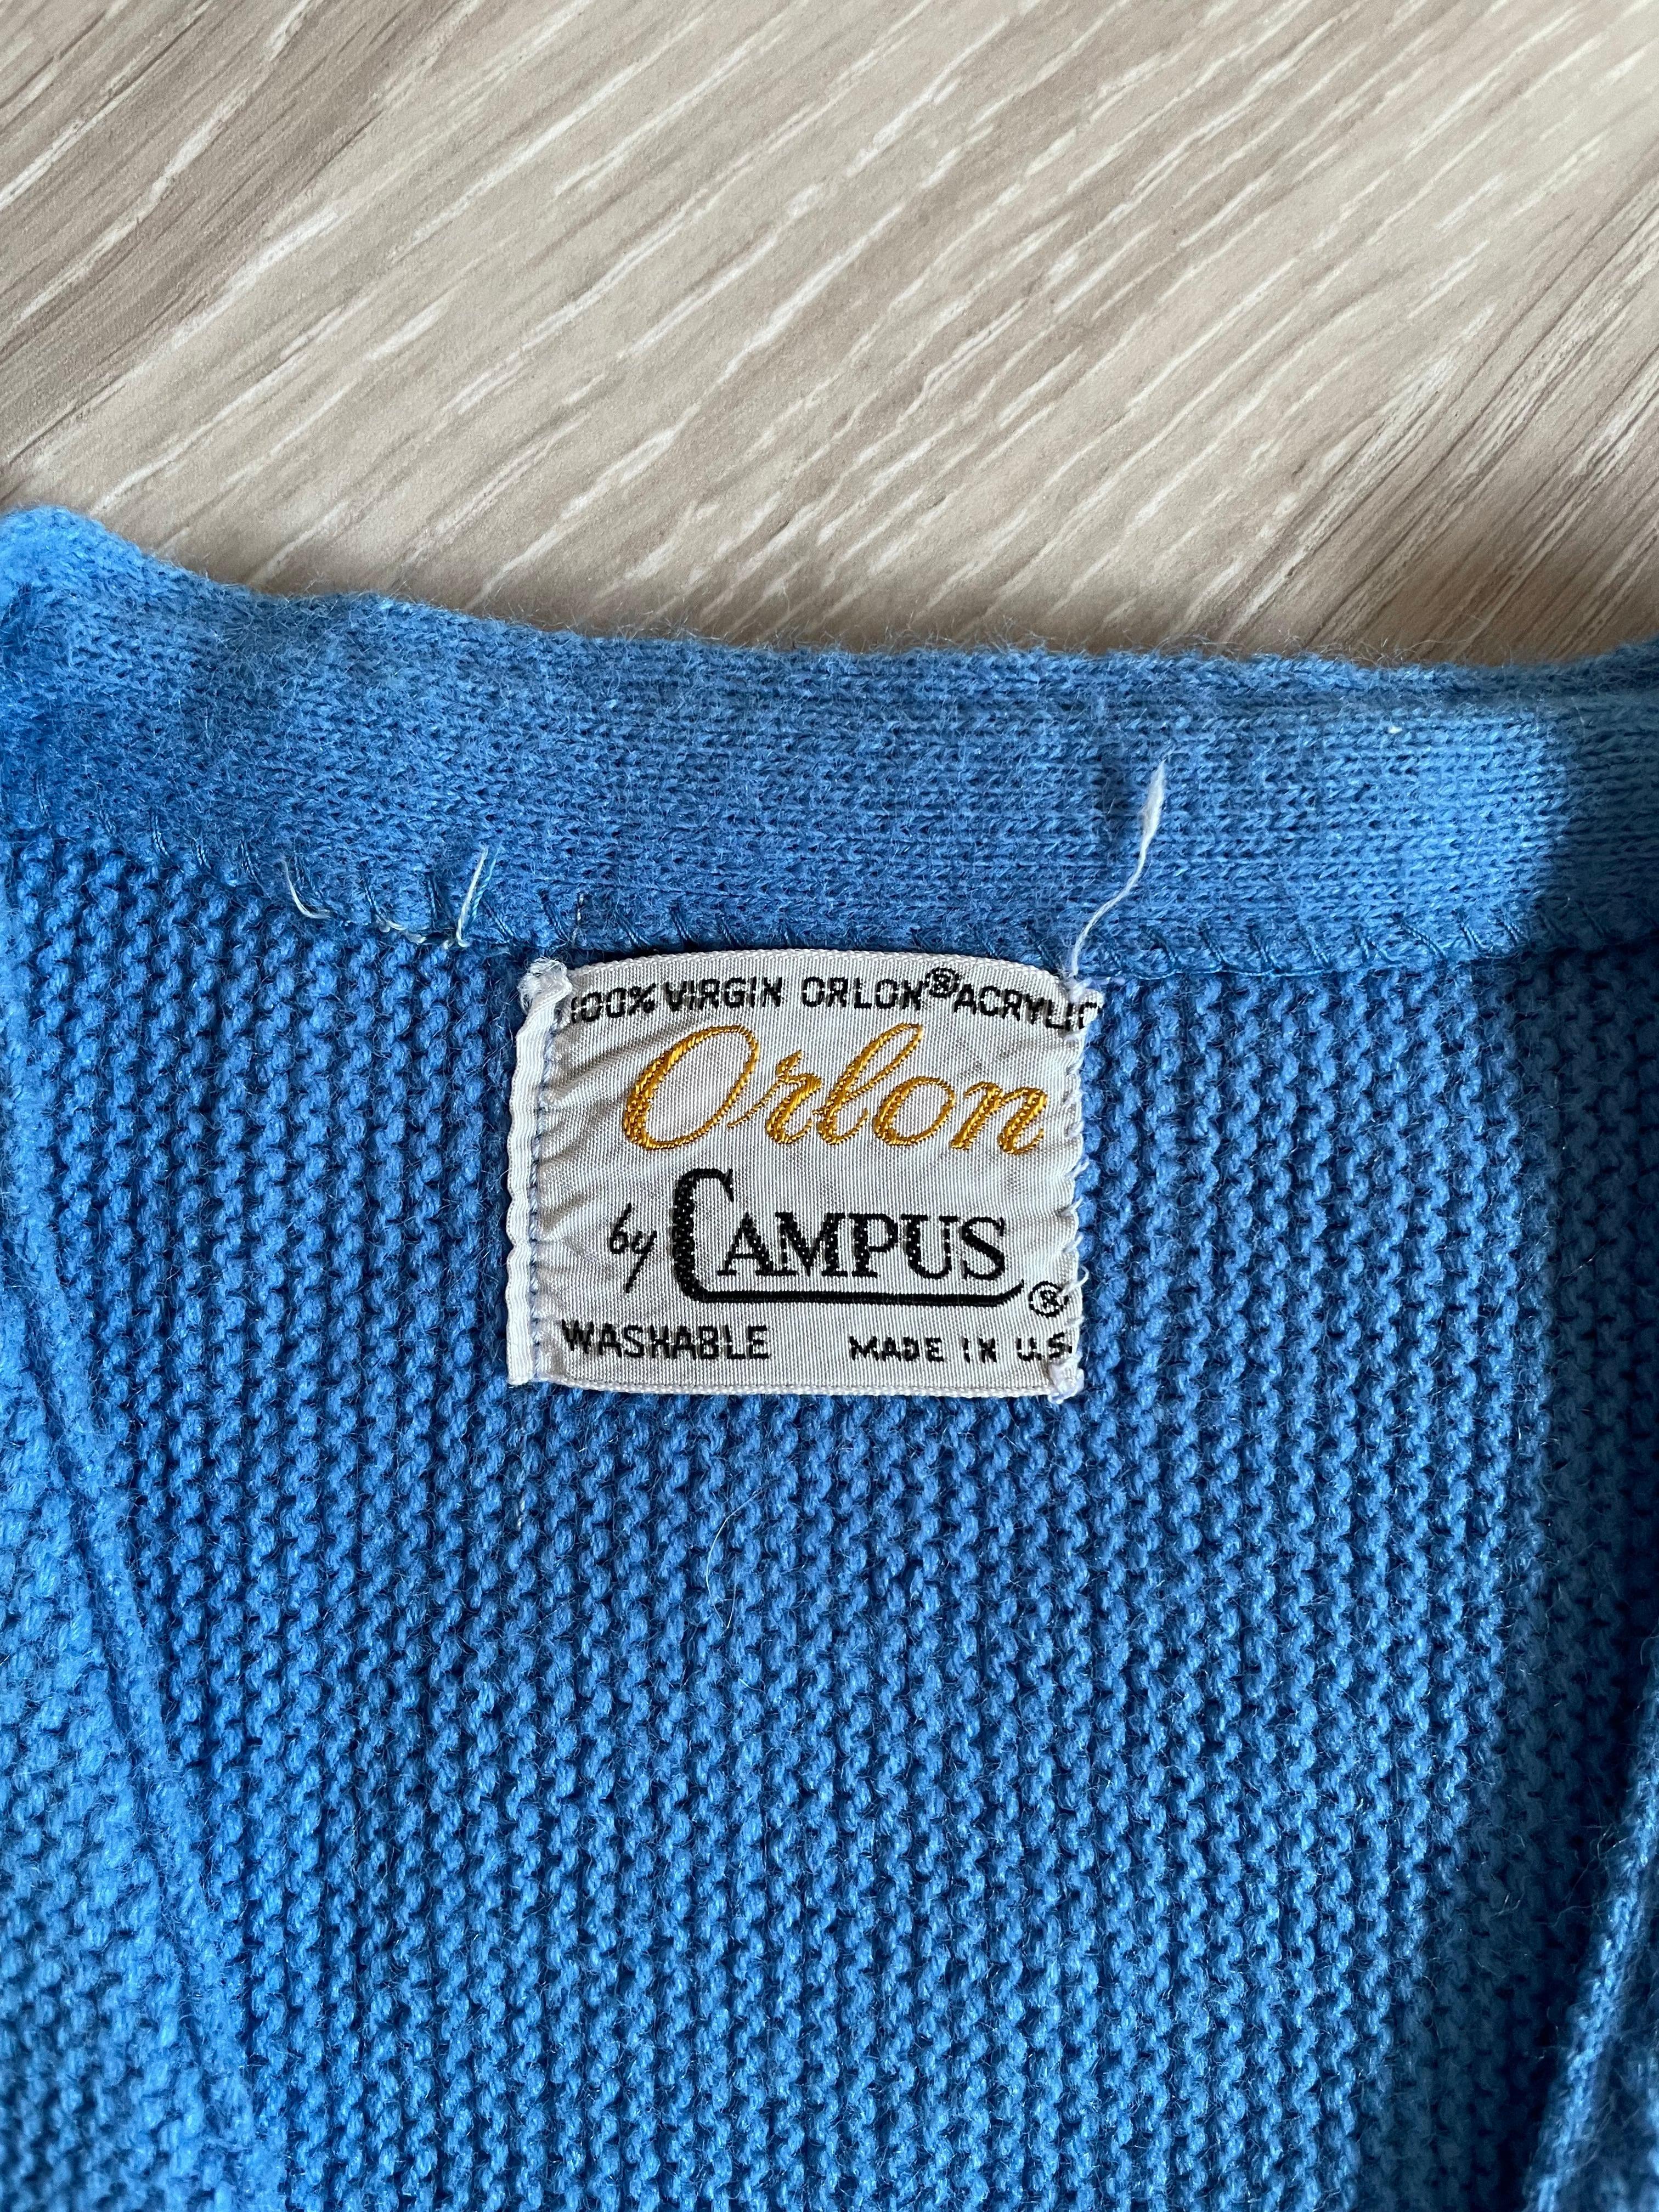 100% VIRGIN ORLON® ACRYLIC
Orlon
by CAMPUS®
WASHABLE MADE IN U.S.